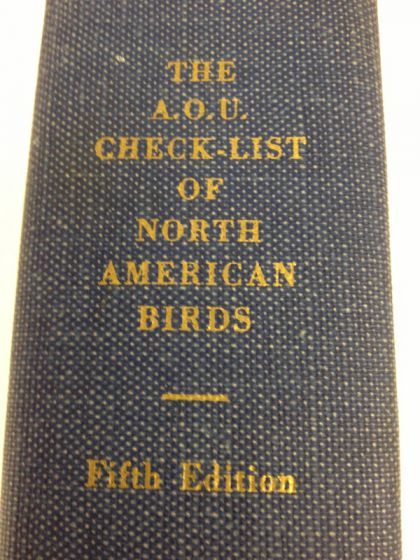 THE
A.O.U.
CHECK-LIST
OF
NORTH
AMERICAN
BIRDS
Fifth Edition